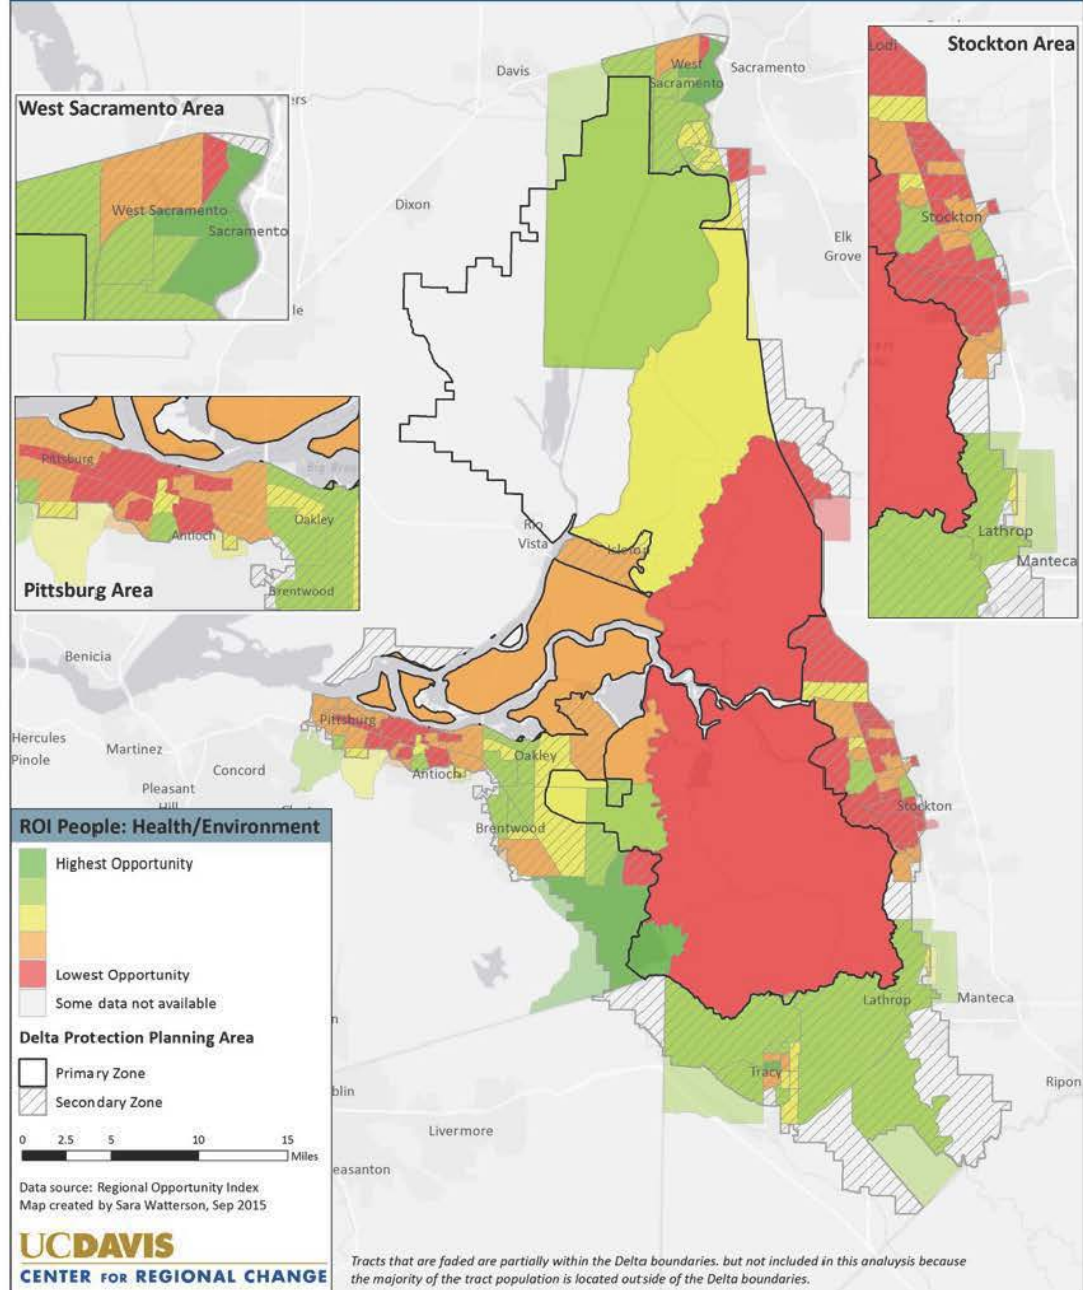 Davis
West
Sacramento
Sacramento
Lodi
Stockton Area
West Sacramento Area
ers
West Sacramento
Sacramento
Dixon
Elk
Grove
Stockton
le
Pittsburg
Big Break
Oakley
Antioch
Brentwood
Pittsburg Area
Rio
Vista
Isleton
Lathrop
Manteca
Benicia
Hercules
Pinole
Martinez
Pittsburg
Concord
Antioch
Oakley
Pleasant
Hill
Brentwood
Stockton
ROI People: Health/Environment
Highest Opportunity
Lowest Opportunity
Some data not available
Delta Protection Planning Area
Primary Zone
Secondary Zone
0 2.5 5 10 15
Miles
Data source: Regional Opportunity Index
Map created by Sara Watterson, Sep 2015
UCDAVIS
CENTER FOR REGIONAL CHANGE
n
Lathrop
Manteca
Tracy
Ripon
blin
Livermore
easanton
Tracts that are faded are partially within the Delta boundaries. but not included in this analuysis because
the majority of the tract population is located outside of the Delta boundaries.